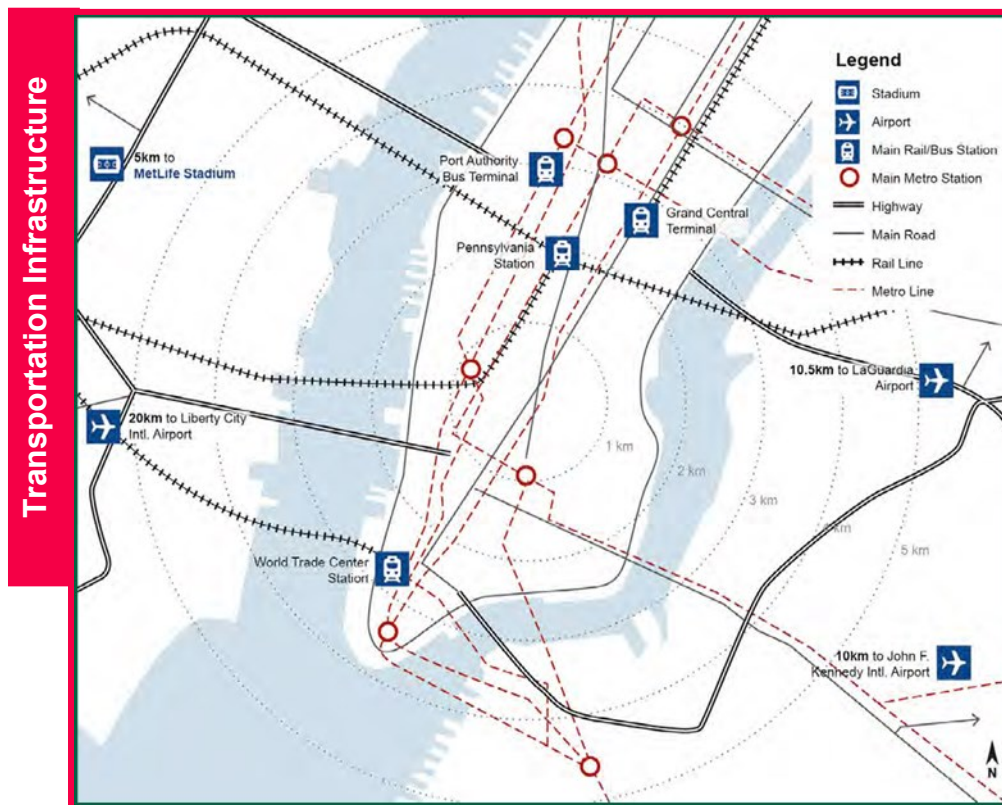 Transportation Infrastructure
Legend
Stadium
Airport
Main Rail/Bus Station
Main Metro Station
Highway
Main Road
Rail Line
Metro Line
5km to
MetLife Stadium
Port Authority
Bus Terminal
Grand Central
Terminal
Pennsylvania
Station
10.5km to LaGuardia
Airport
20km to Liberty City
Intl. Airport
1 km
2 km
3 km
4 km
5 km
World Trade Center
Station
10km to John F.
Kennedy Intl. Airport
N